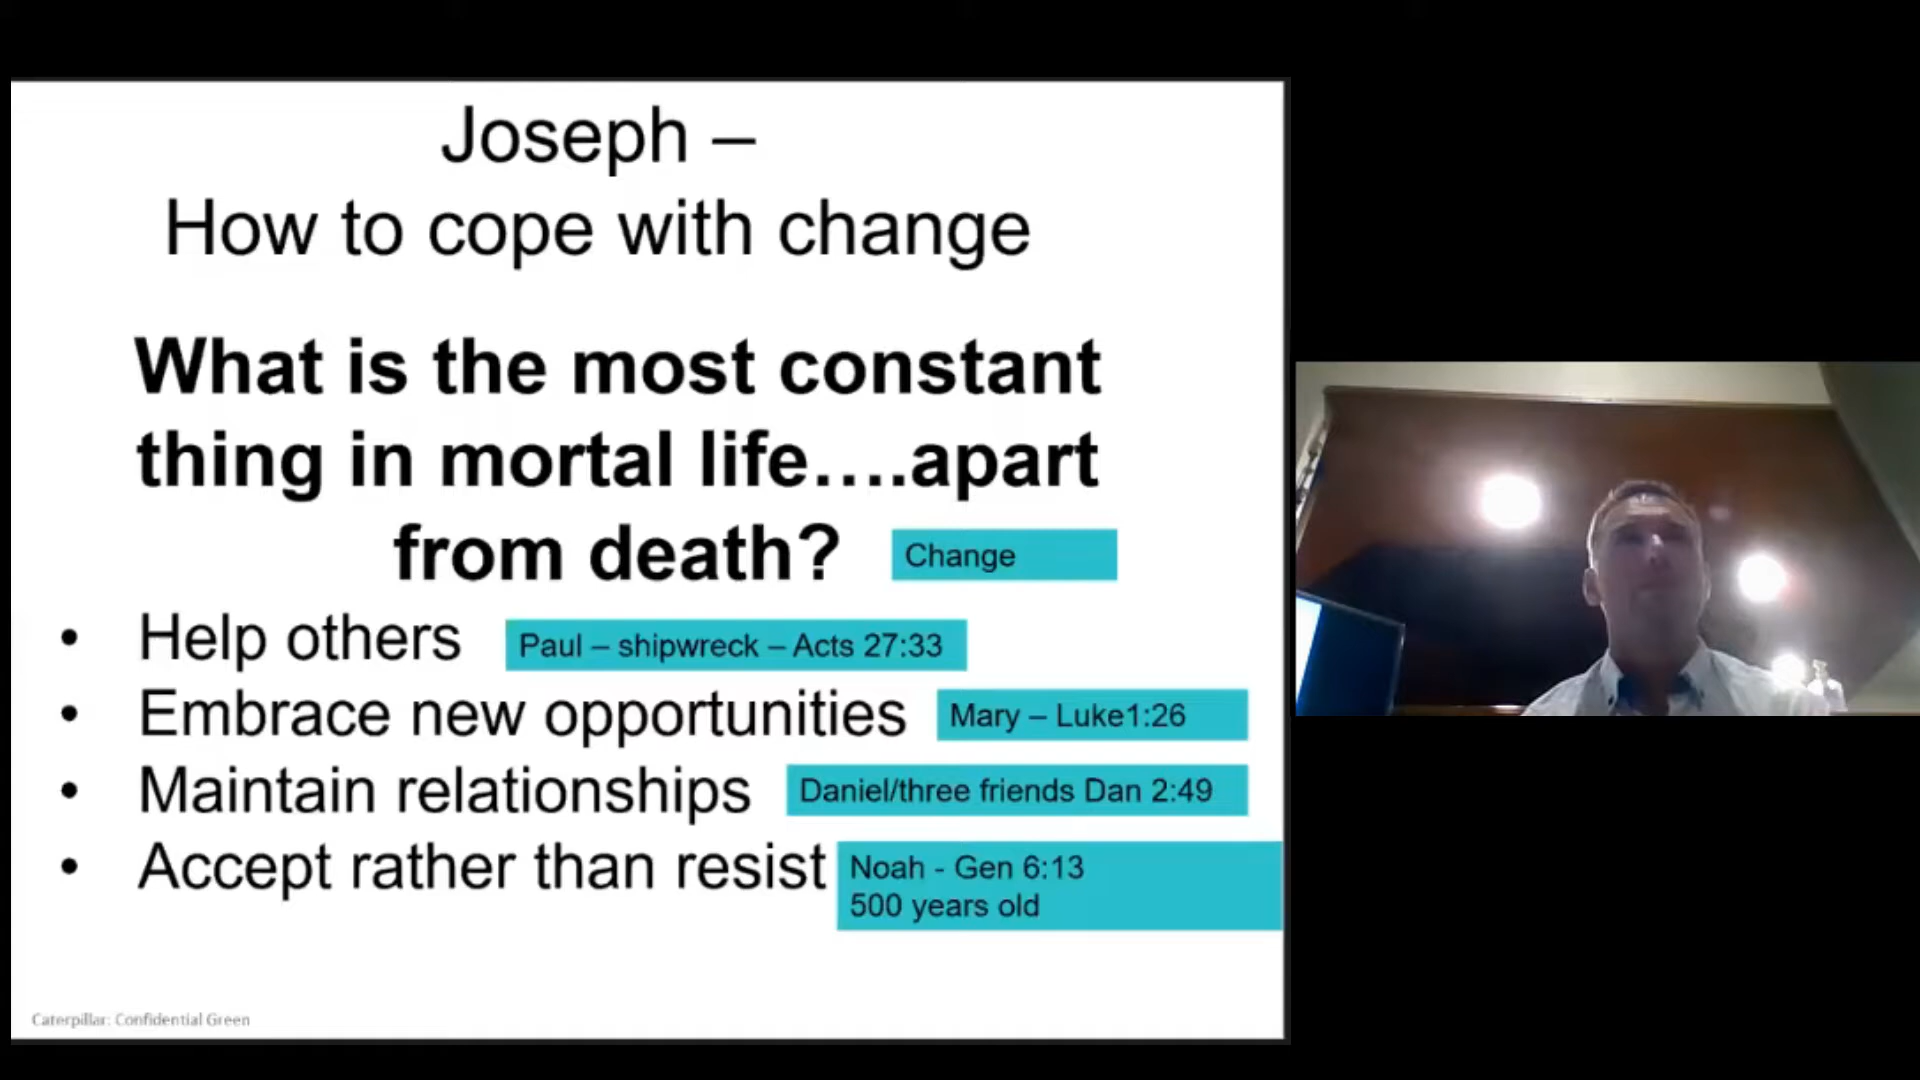 Joseph –
How to cope with change
What is the most constant
thing in mortal life….apart
from death?
Change
• Help others
Paul – shipwreck – Acts 27:33
• Embrace new opportunities
Mary – Luke1:26
• Maintain relationships
Daniel/three friends Dan 2:49
• Accept rather than resist
Noah - Gen 6:13
500 years old
Caterpillar: Confidential Green